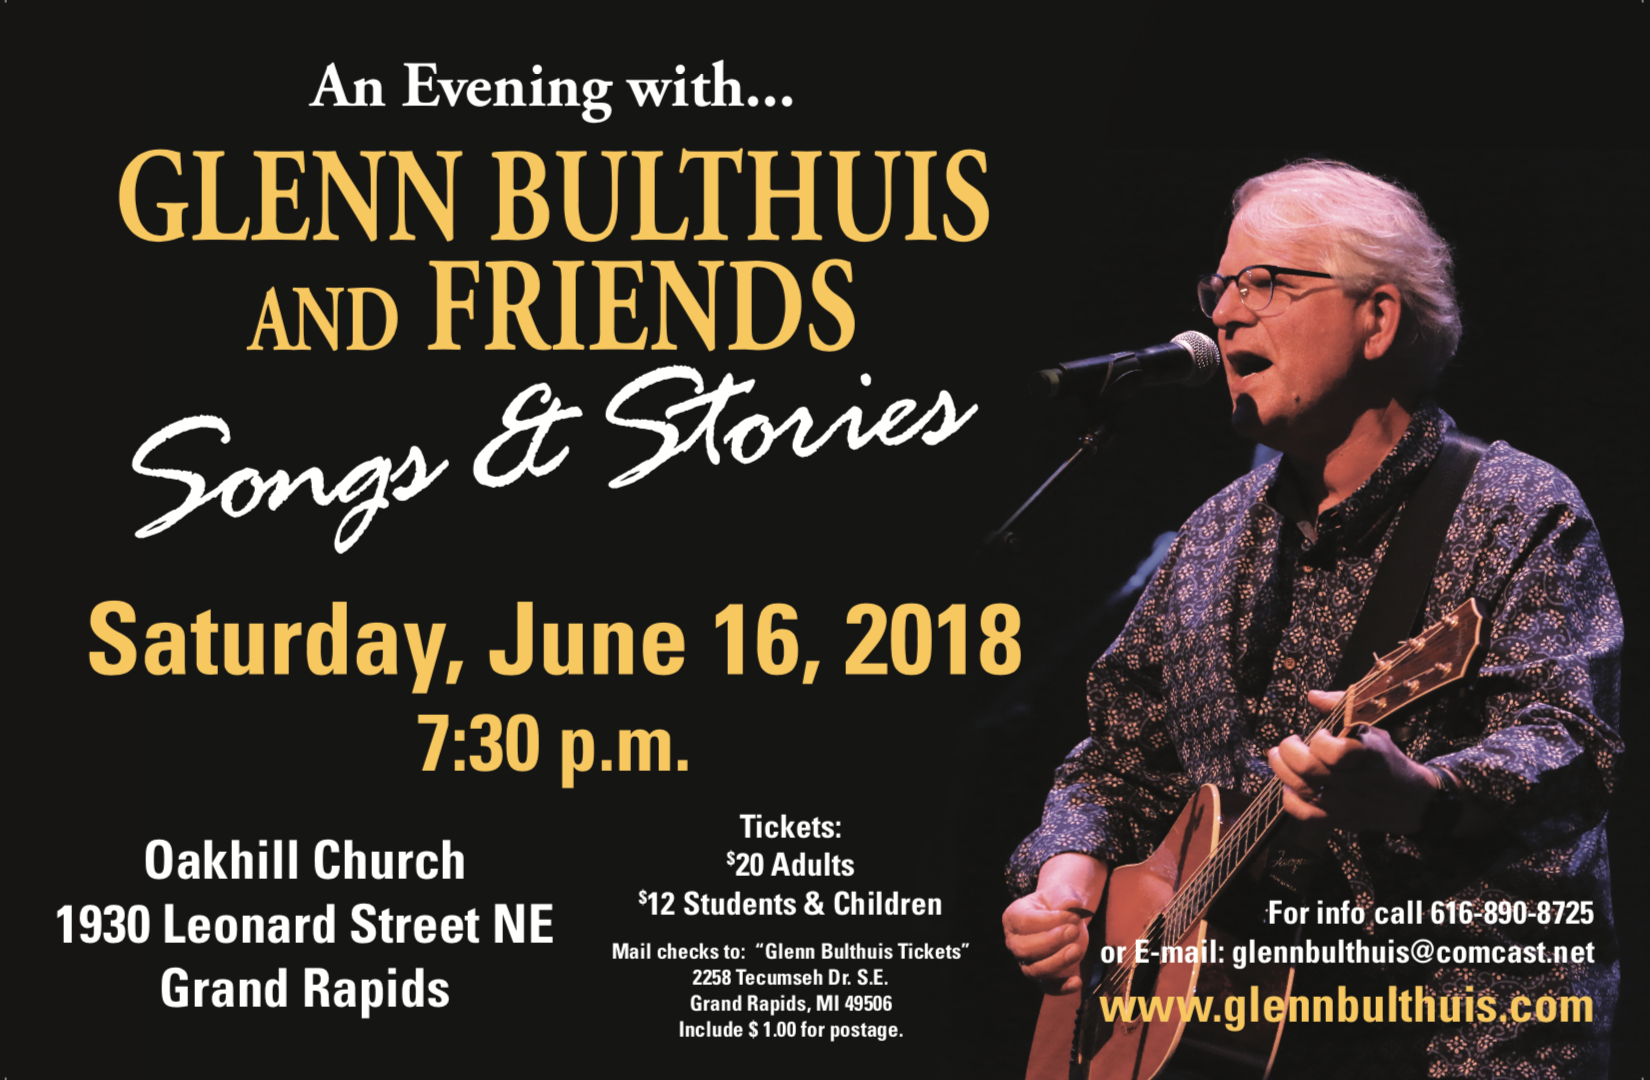 An Evening with...
GLENN BULTHUIS
AND FRIENDS
Songs & Stories
Saturday, June 16, 2018
7:30 p.m.
Oakhill Church
1930 Leonard Street NE
Grand Rapids
Tickets:
$20 Adults
$12 Students & Children
Mail checks to: “Glenn Bulthuis Tickets”
2258 Tecumseh Dr. S.E.
Grand Rapids, MI 49506
Include $ 1.00 for postage.
For info call 616-890-8725
or E-mail: glennbulthuis@comcast.net
www.glennbulthuis.com